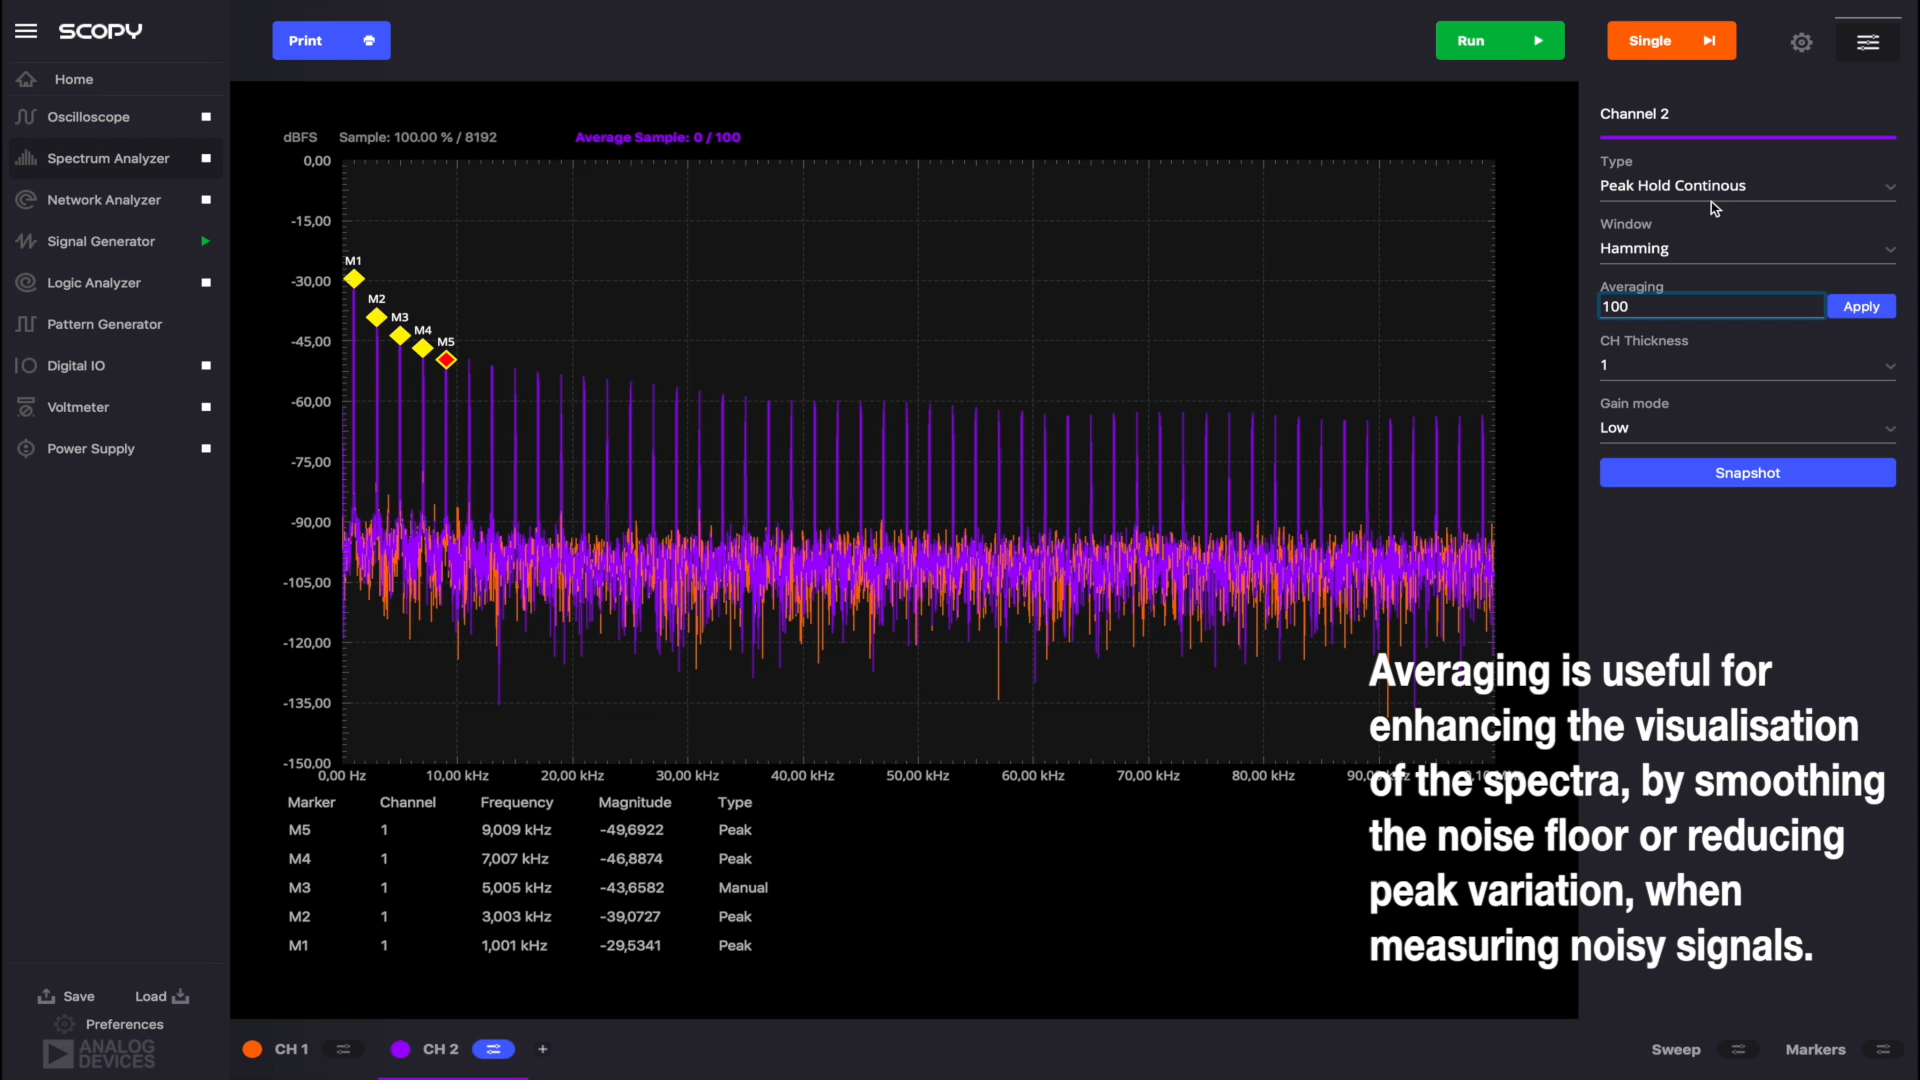 SCOPY
Print
Run
Single
Home
Oscilloscope
Spectrum Analyzer
Network Analyzer
Signal Generator
Logic Analyzer
Pattern Generator
Digital IO
Voltmeter
Power Supply
Save Load
Preferences
ANALOG
DEVICES
dBFS Sample: 100.00 % / 8192 Average Sample: 0 / 100
0,00
-15,00
-30,00
-45,00
-60,00
-75,00
-90,00
-105,00
-120,00
-135,00
-150,00
M1
M2
M3
M4
M5
0,00 Hz 10,00 kHz 20,00 kHz 30,00 kHz 40,00 kHz 50,00 kHz 60,00 kHz 70,00 kHz 80,00 kHz
Marker Channel Frequency Magnitude Type
M5 1 9,009 kHz -49,6922 Peak
M4 1 7,007 kHz -46,8874 Peak
M3 1 5,005 kHz -43,6582 Manual
M2 1 3,003 kHz -39,0727 Peak
M1 1 1,001 kHz -29,5341 Peak
Channel 2
Type
Peak Hold Continous
Window
Hamming
Averaging
100 Apply
CH Thickness
1
Gain mode
Low
Snapshot
Averaging is useful for
enhancing the visualisation
of the spectra, by smoothing
the noise floor or reducing
peak variation, when
measuring noisy signals.
CH 1 CH 2 + Sweep Markers